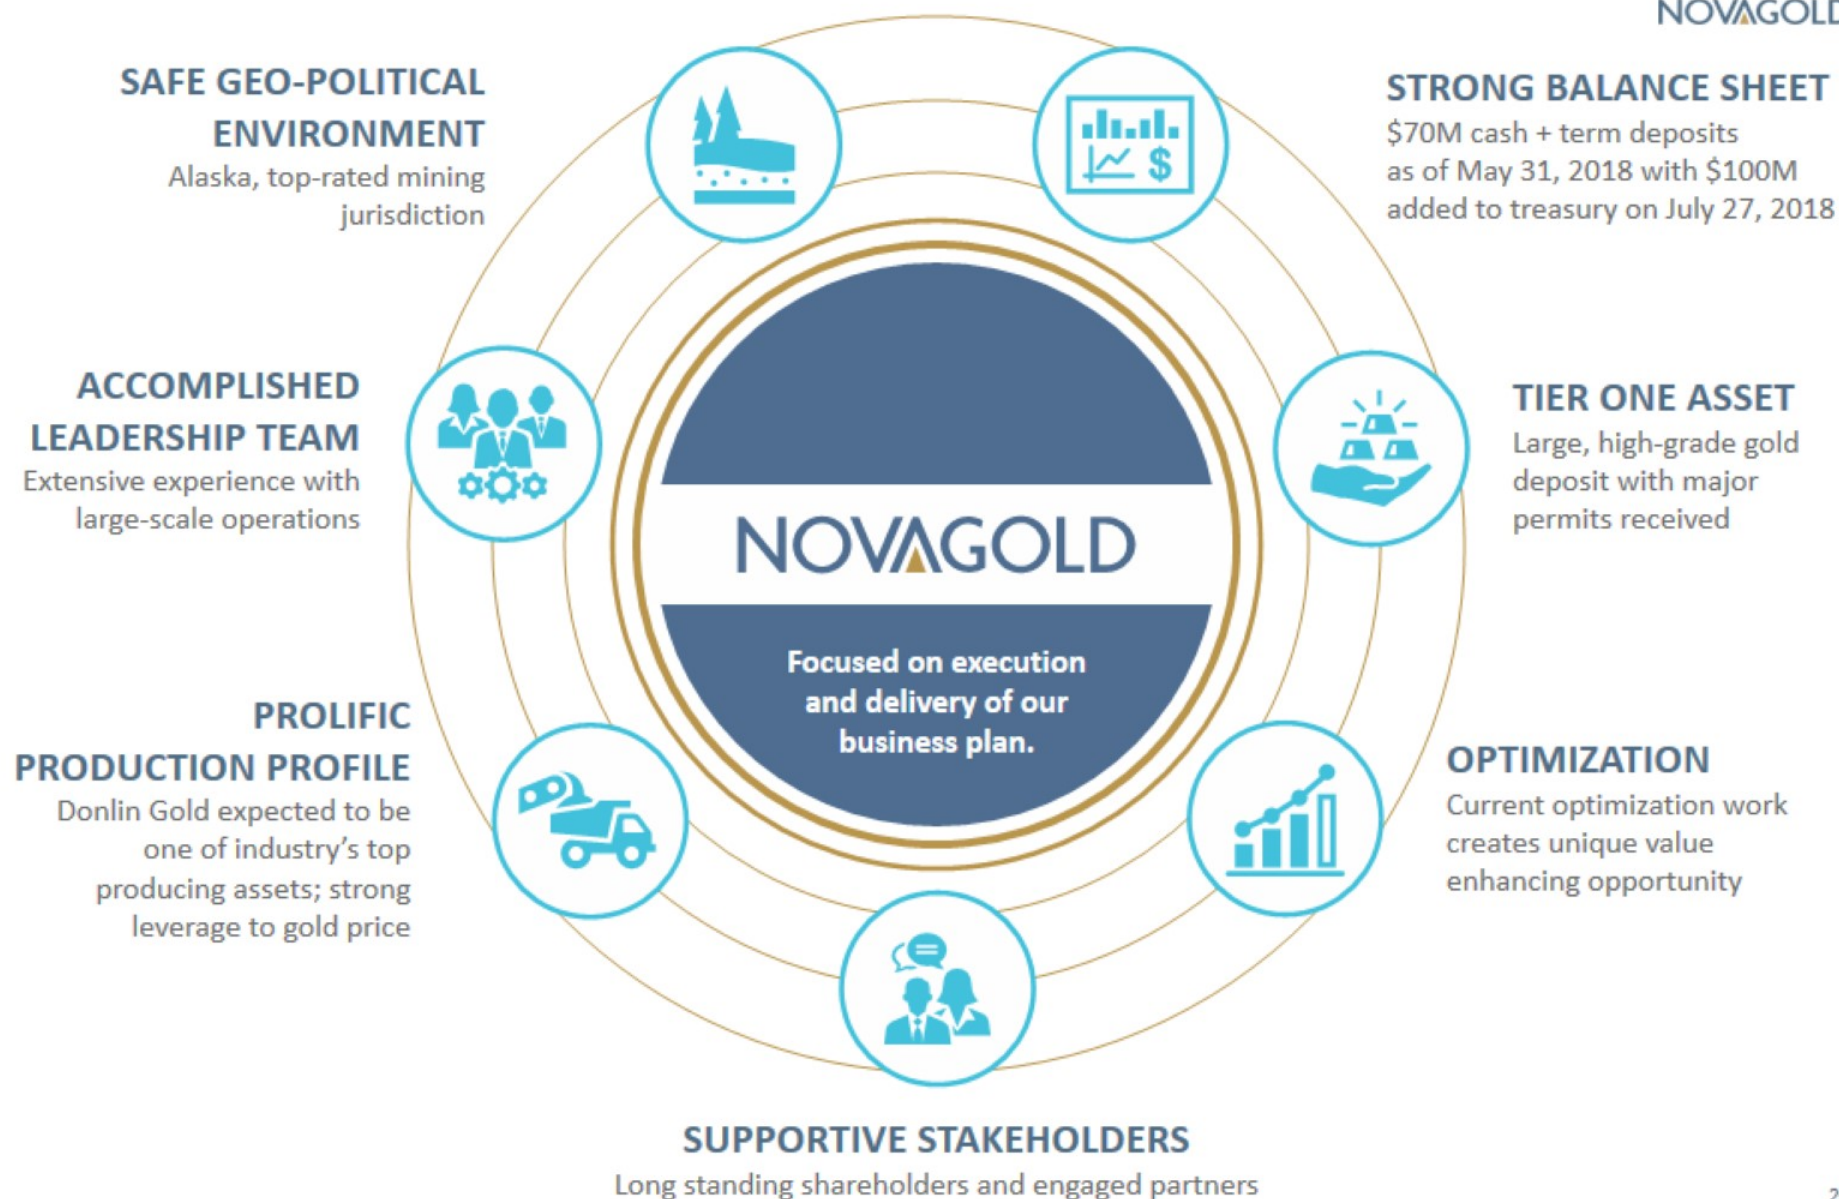 NOVAGOLD
SAFE GEO-POLITICAL
ENVIRONMENT
Alaska, top-rated mining
jurisdiction
STRONG BALANCE SHEET
$70M cash + term deposits
as of May 31, 2018 with $100M
added to treasury on July 27, 2018
ACCOMPLISHED
LEADERSHIP TEAM
Extensive experience with
large-scale operations
TIER ONE ASSET
Large, high-grade gold
deposit with major
permits received
NOVAGOLD
Focused on execution
and delivery of our
business plan.
PROLIFIC
PRODUCTION PROFILE
Donlin Gold expected to be
one of industry’s top
producing assets; strong
leverage to gold price
OPTIMIZATION
Current optimization work
creates unique value
enhancing opportunity
SUPPORTIVE STAKEHOLDERS
Long standing shareholders and engaged partners